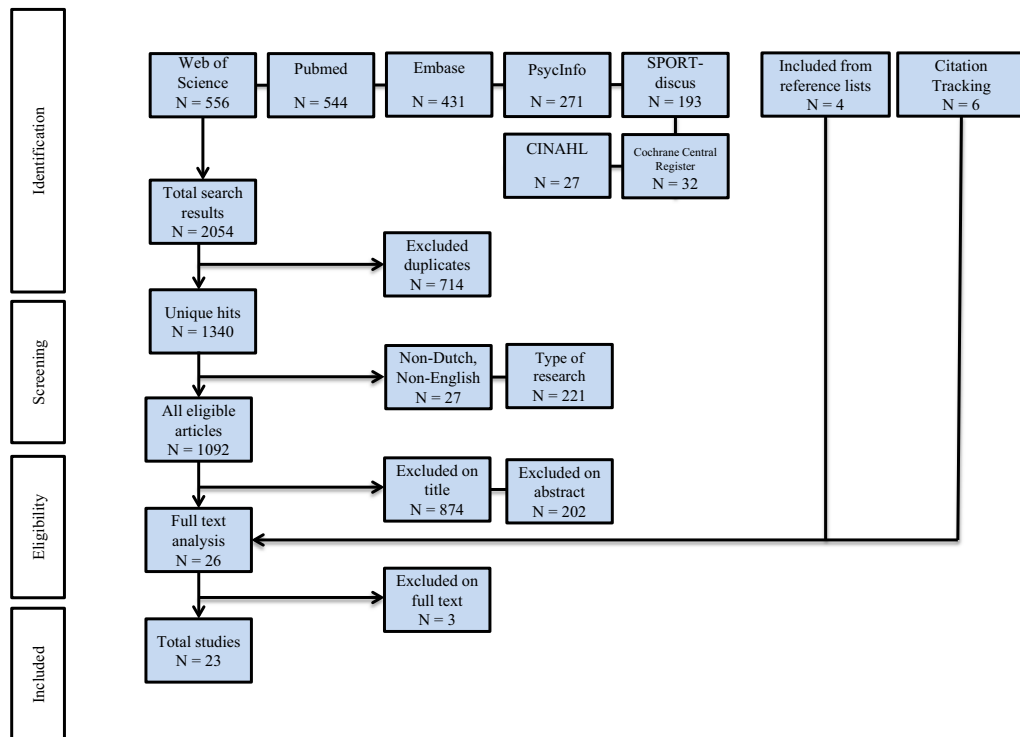 Identification
Web of
Science
N = 556
Pubmed
N = 544
Embase
N = 431
PsycInfo
N = 271
SPORT-
discus
N = 193
Included from
reference lists
N = 4
Citation
Tracking
N = 6
CINAHL
N = 27
Cochrane Central
Register
N = 32
Total search
results
N = 2054
Excluded
duplicates
N = 714
Screening
Unique hits
N = 1340
Non-Dutch,
Non-English
N = 27
Type of
research
N = 221
All eligible
articles
N = 1092
Eligibility
Excluded on
title
N = 874
Excluded on
abstract
N = 202
Full text
analysis
N = 26
Excluded on
full text
N = 3
Included
Total studies
N = 23